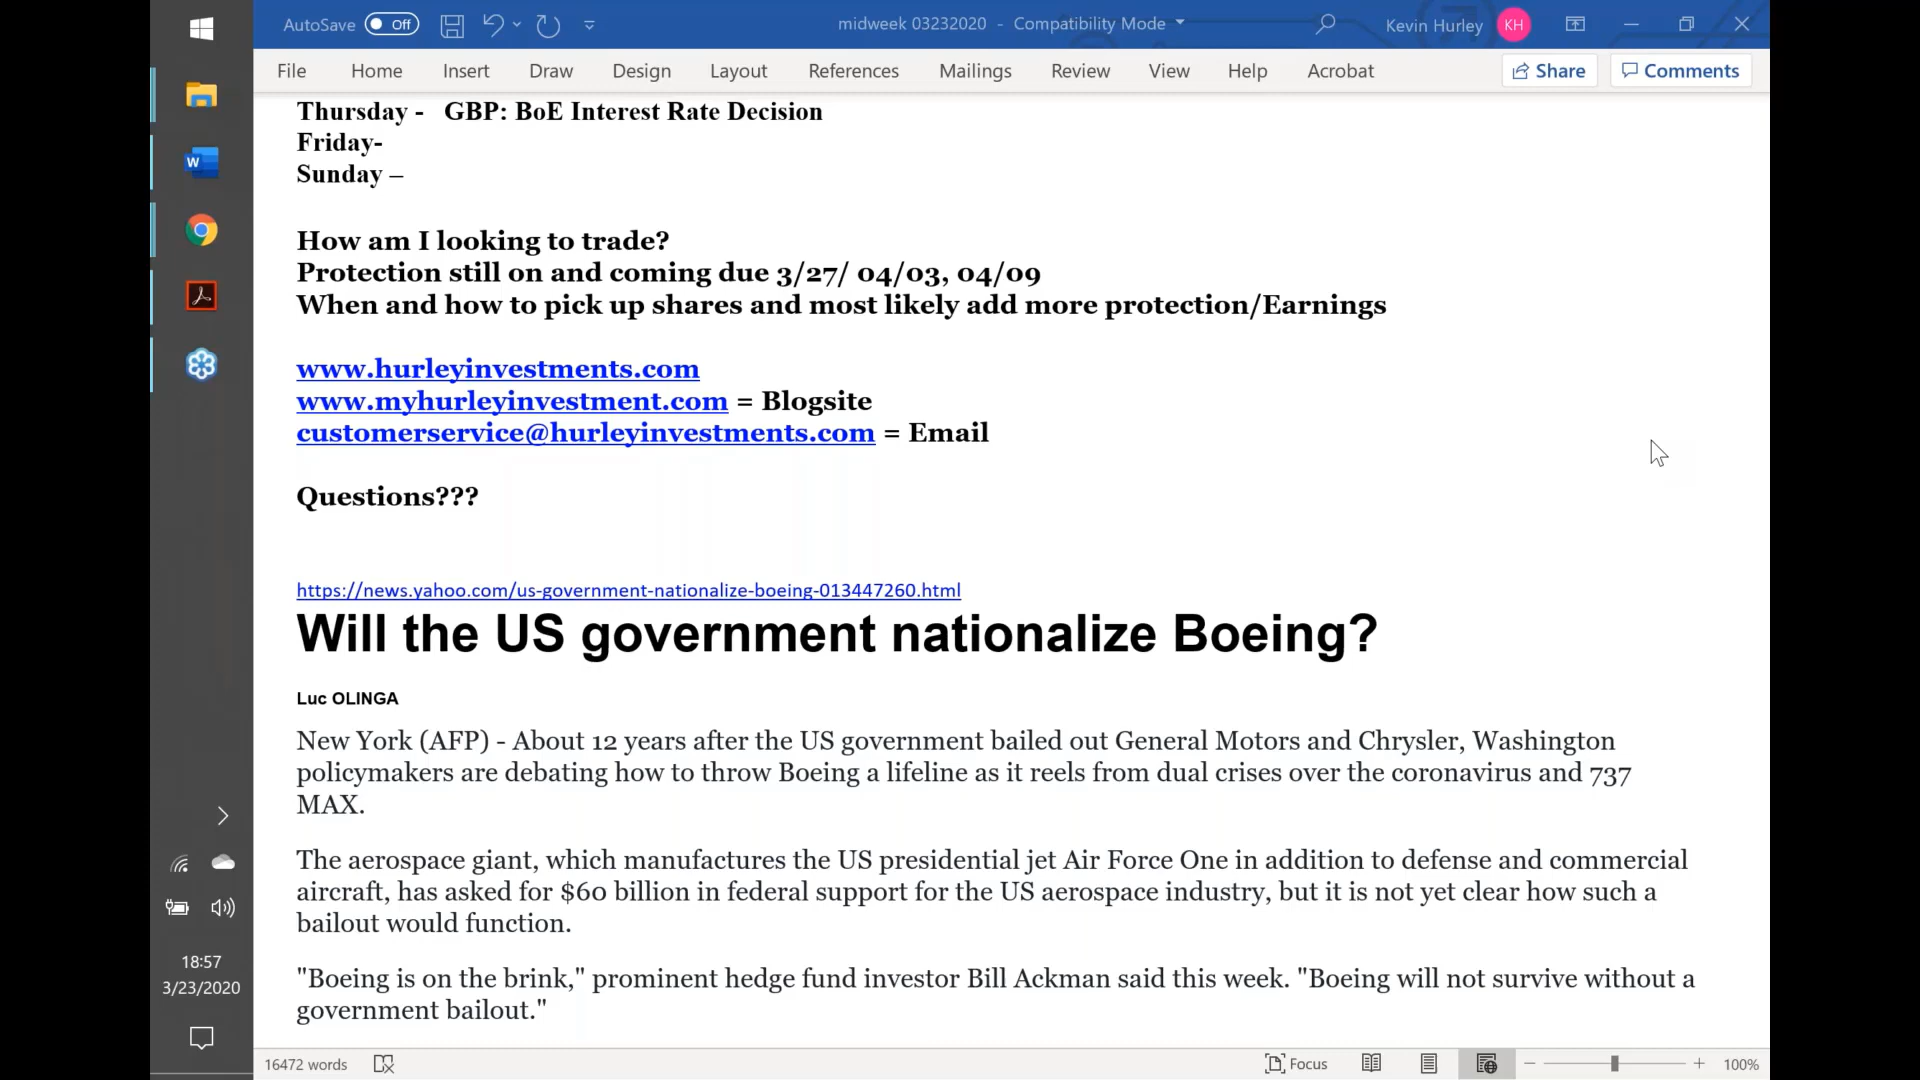 AutoSave Off midweek 03232020 - Compatibility Mode Kevin Hurley KH
File Home Insert Draw Design Layout References Mailings Review View Help Acrobat Share Comments
Thursday - GBP: BoE Interest Rate Decision
Friday-
Sunday –
How am I looking to trade?
Protection still on and coming due 3/27/ 04/03, 04/09
When and how to pick up shares and most likely add more protection/Earnings
www.hurleyinvestments.com
www.myhurleyinvestment.com = Blogsite
customerservice@hurleyinvestments.com = Email
Questions???
https://news.yahoo.com/us-government-nationalize-boeing-013447260.html
Will the US government nationalize Boeing?
Luc OLINGA
New York (AFP) - About 12 years after the US government bailed out General Motors and Chrysler, Washington
policymakers are debating how to throw Boeing a lifeline as it reels from dual crises over the coronavirus and 737
MAX.
The aerospace giant, which manufactures the US presidential jet Air Force One in addition to defense and commercial
aircraft, has asked for $60 billion in federal support for the US aerospace industry, but it is not yet clear how such a
bailout would function.
"Boeing is on the brink," prominent hedge fund investor Bill Ackman said this week. "Boeing will not survive without a
government bailout."
18:57
3/23/2020
16472 words Focus 100%